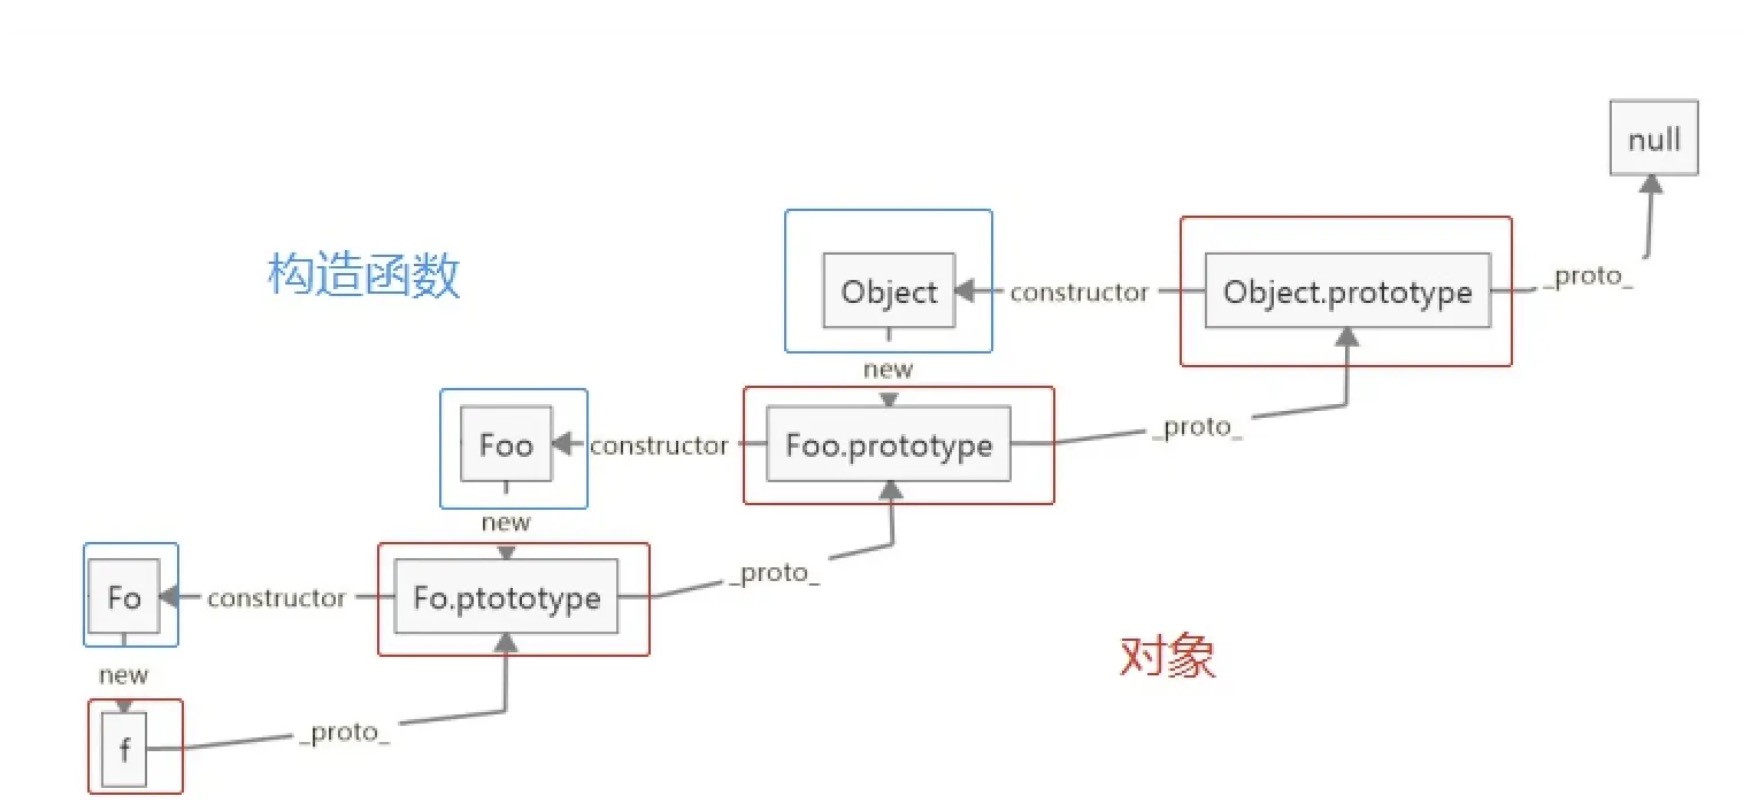 null
构造函数
Object
constructor
Object.prototype
_proto_
new
Foo
constructor
Foo.prototype
_proto_
new
Fo
constructor
Fo.ptototype
_proto_
对象
new
f
_proto_